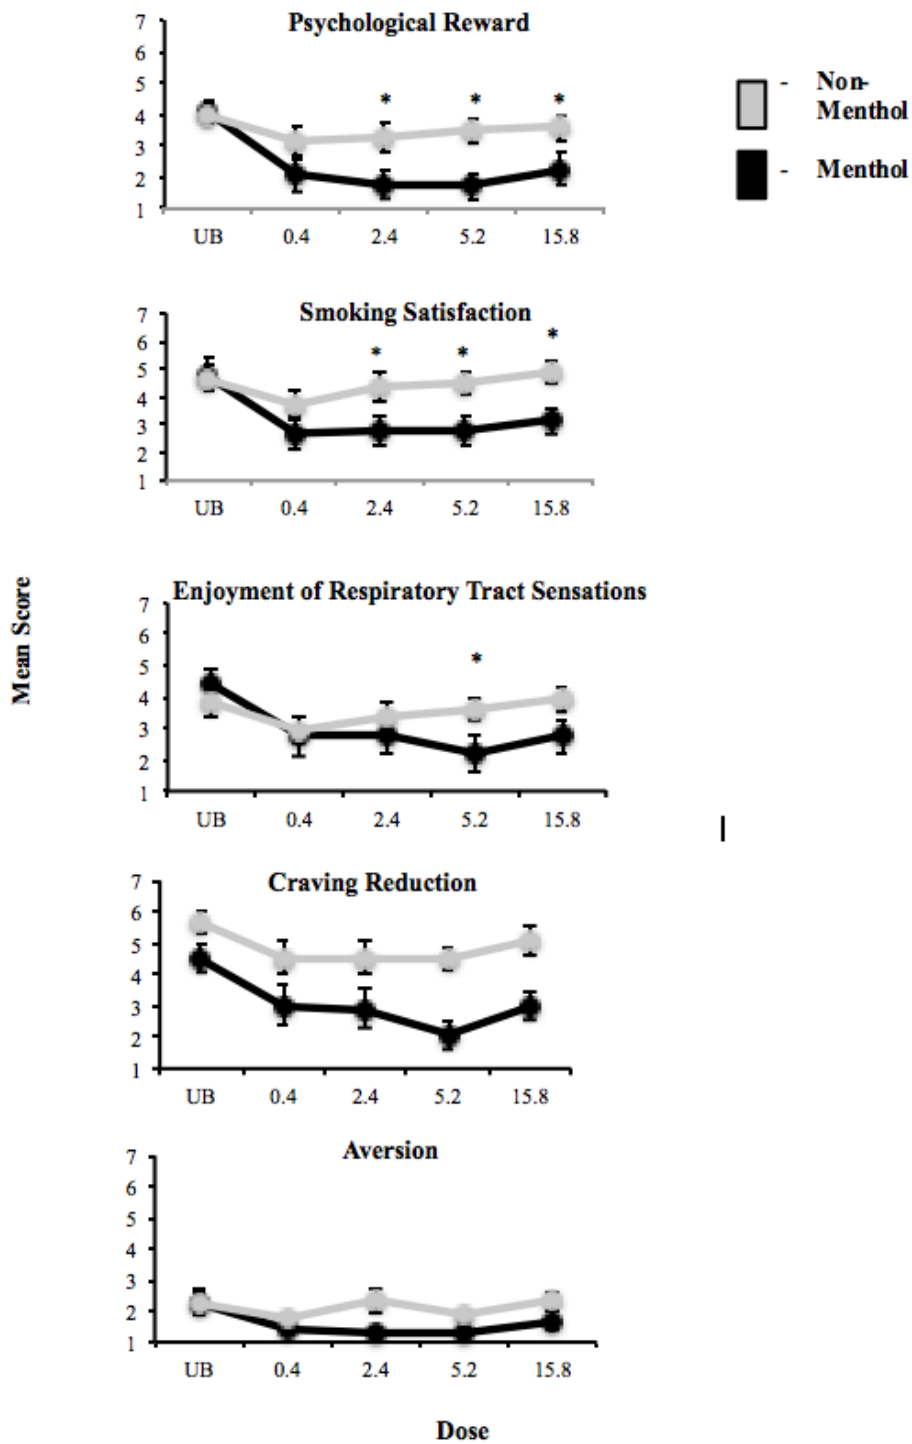 Psychological Reward
7
6
5
4
3
2
1
* * *
UB 0.4 2.4 5.2 15.8
- Non-
Menthol
- Menthol
Smoking Satisfaction
7
6
5
4
3
2
1
* * *
UB 0.4 2.4 5.2 15.8
Mean Score
Enjoyment of Respiratory Tract Sensations
7
6
5
4
3
2
1
*
UB 0.4 2.4 5.2 15.8
Craving Reduction
7
6
5
4
3
2
1
UB 0.4 2.4 5.2 15.8
Aversion
7
6
5
4
3
2
1
UB 0.4 2.4 5.2 15.8
Dose